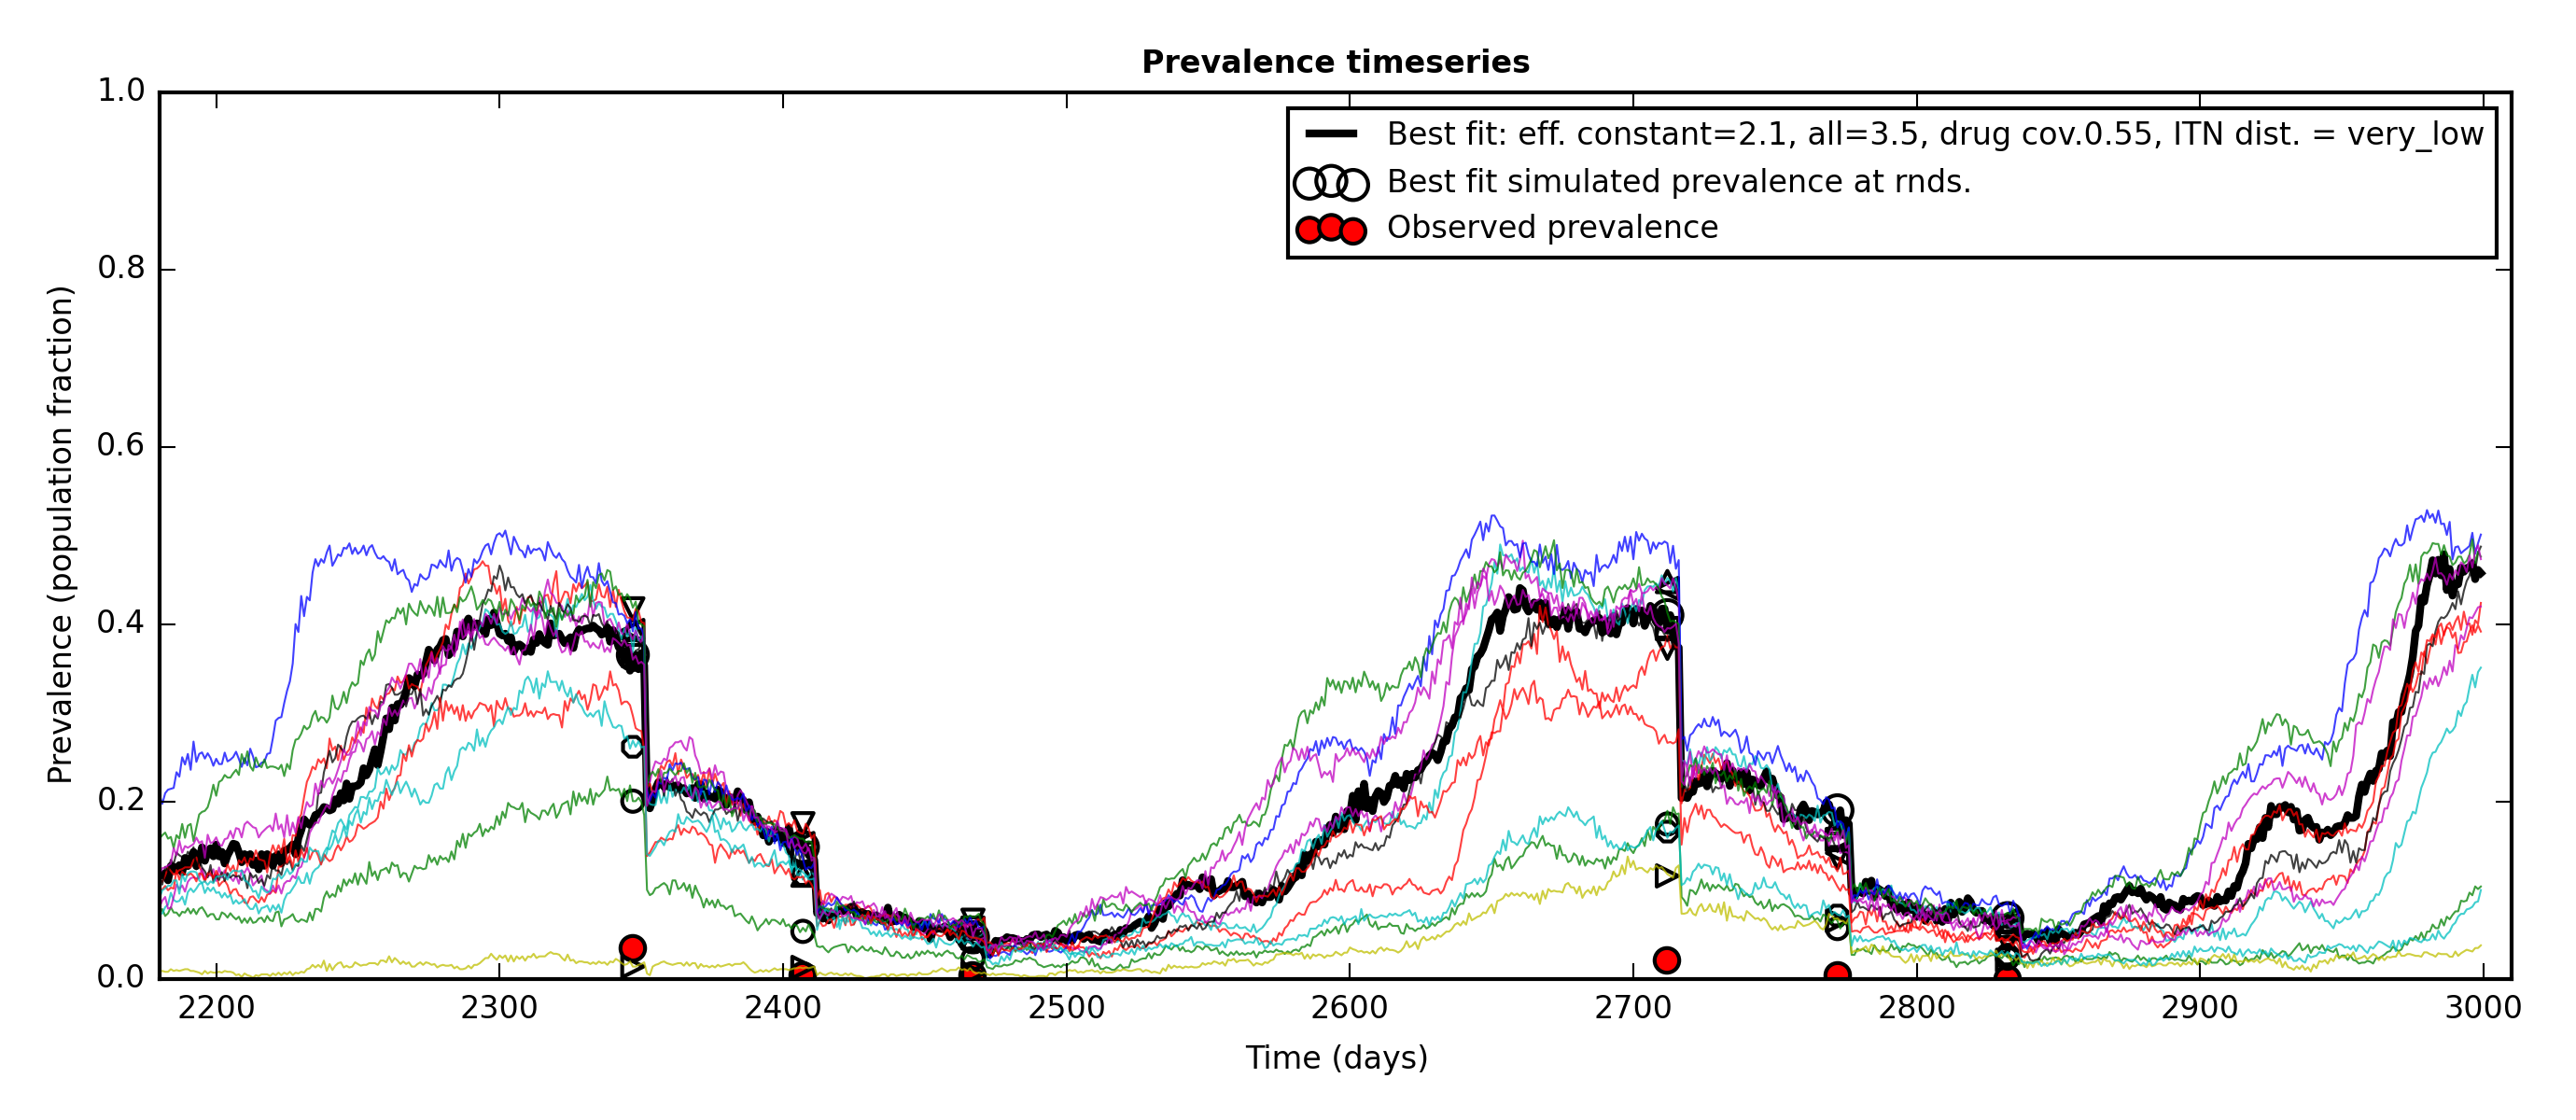 Prevalence timeseries
Best fit: eff. constant=2.1, all=3.5, drug cov.0.55, ITN dist. = very_low
Best fit simulated prevalence at rnds.
Observed prevalence
Prevalence (population fraction)
1.0
0.8
0.6
0.4
0.2
0.0
2200 2300 2400 2500 2600 2700 2800 2900 3000
Time (days)